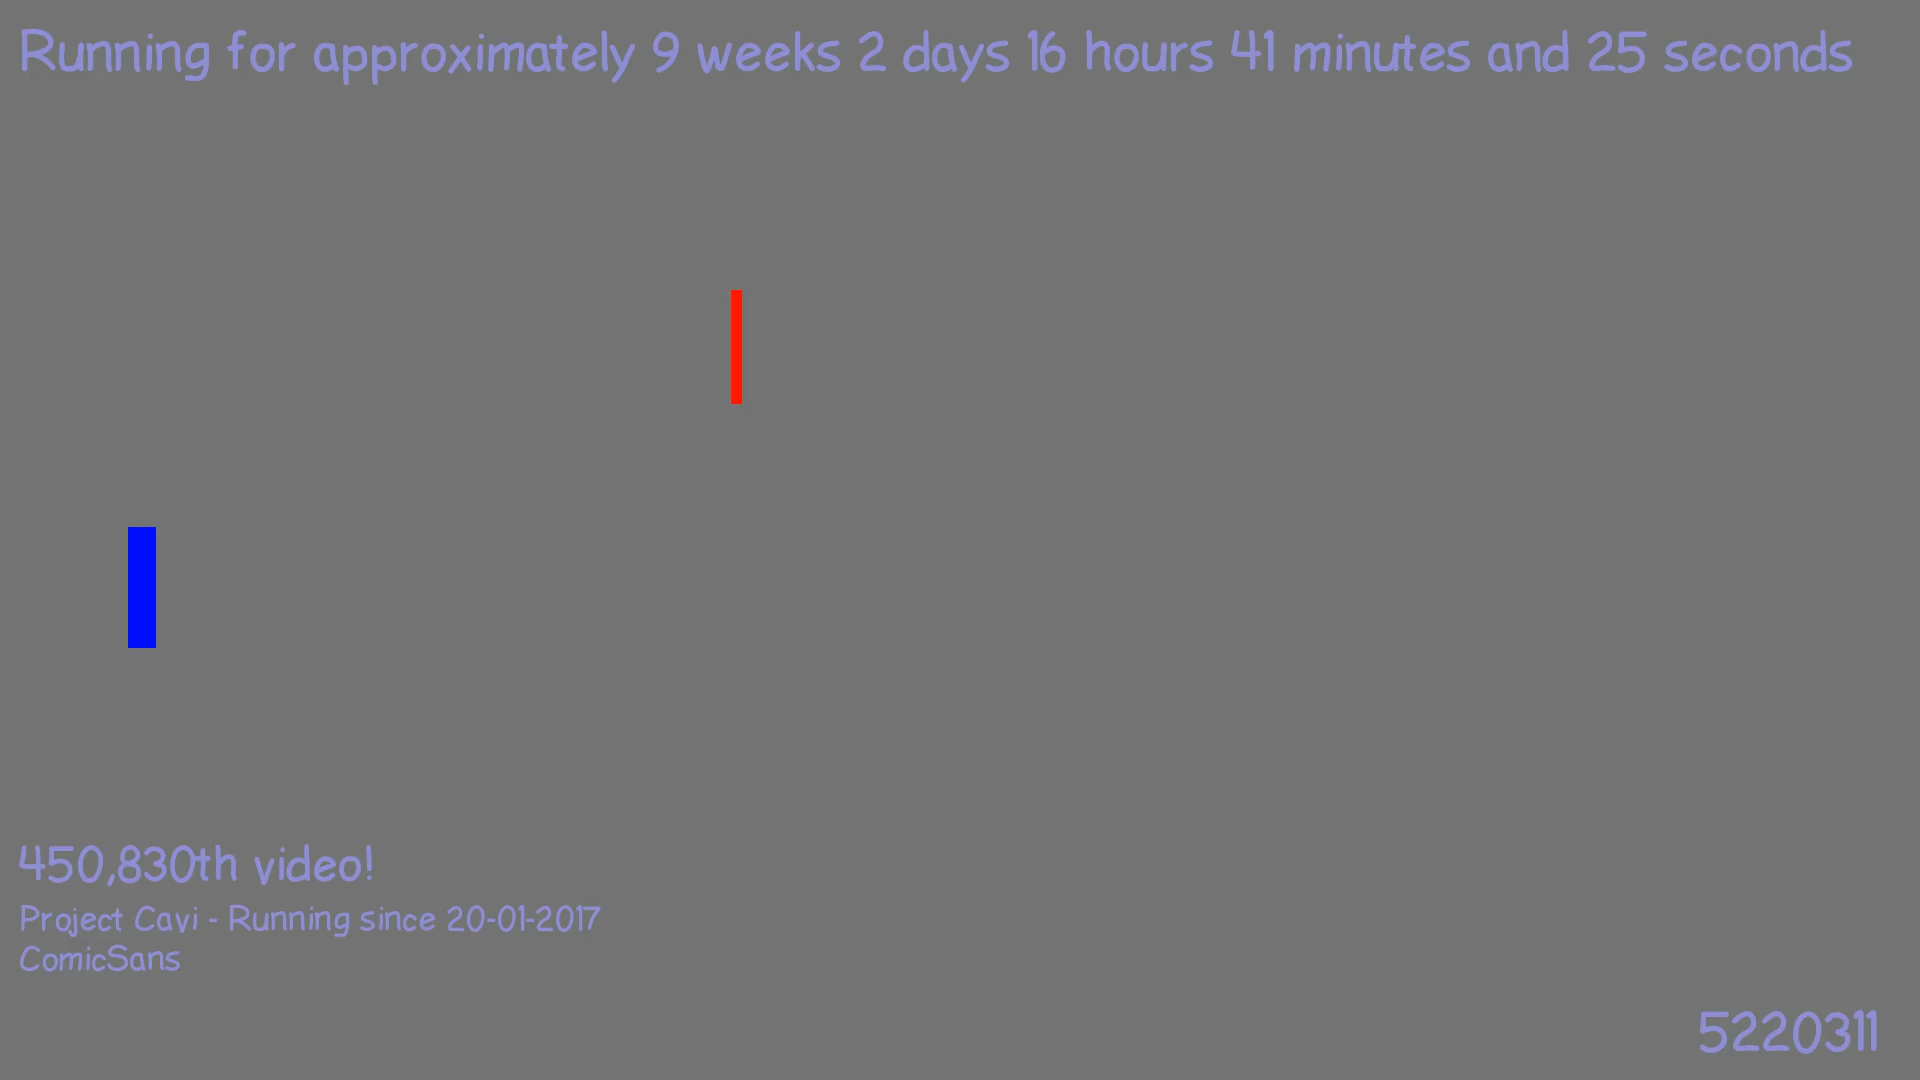 Running for approximately 9 weeks 2 days 16 hours 41 minutes and 25 seconds
450,830th video!
Project Cavi - Running since 20-01-2017
ComicSans
5220311